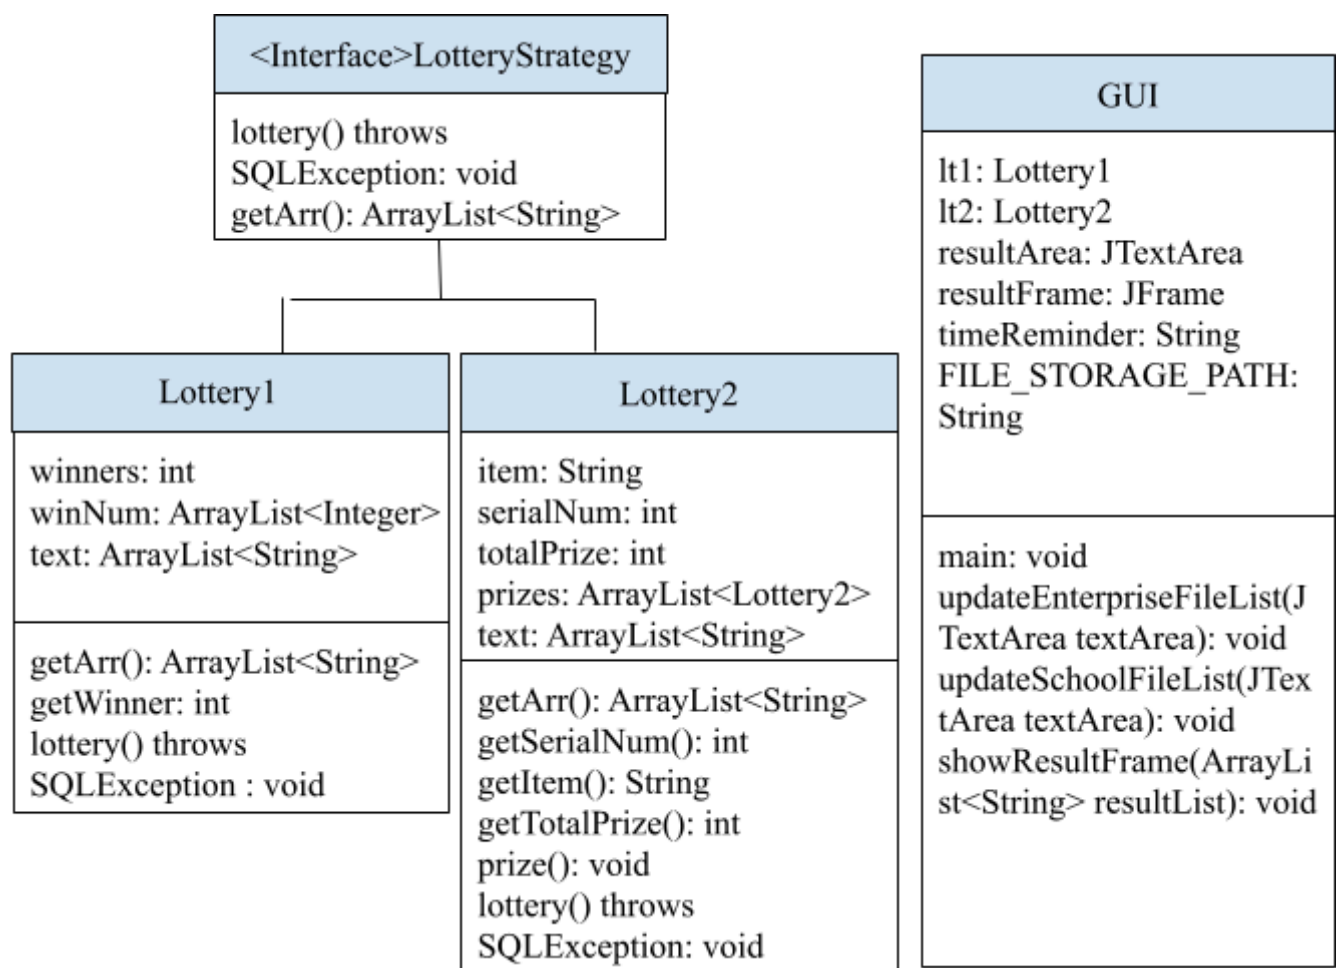 <Interface>LotteryStrategy
lottery() throws
SQLException: void
getArr(): ArrayList<String>
Lottery1
winners: int
winNum: ArrayList<Integer>
text: ArrayList<String>
getArr(): ArrayList<String>
getWinner: int
lottery() throws
SQLException : void
Lottery2
item: String
serialNum: int
totalPrize: int
prizes: ArrayList<Lottery2>
text: ArrayList<String>
getArr(): ArrayList<String>
getSerialNum(): int
getItem(): String
getTotalPrize(): int
prize(): void
lottery() throws
SQLException: void
GUI
lt1: Lottery1
lt2: Lottery2
resultArea: JTextArea
resultFrame: JFrame
timeReminder: String
FILE_STORAGE_PATH:
String
main: void
updateEnterpriseFileList(J
TextArea textArea): void
updateSchoolFileList(JTex
tArea textArea): void
showResultFrame(ArrayLi
st<String> resultList): void